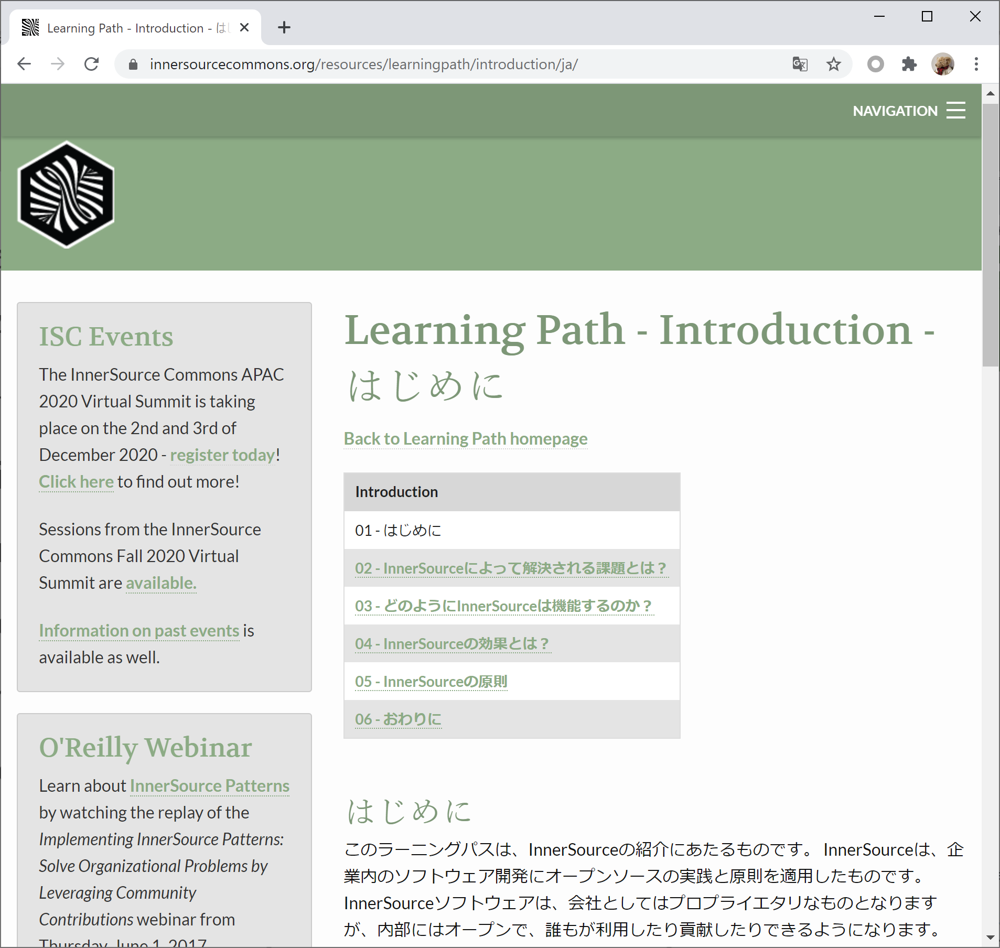 Learning Path - Introduction - は
innersourcecommons.org/resources/learningpath/introduction/ja/
NAVIGATION
ISC Events
The InnerSource Commons APAC
2020 Virtual Summit is taking
place on the 2nd and 3rd of
December 2020 - register today!
Click here to find out more!
Sessions from the InnerSource
Commons Fall 2020 Virtual
Summit are available.
Information on past events is
available as well.
O'Reilly Webinar
Learn about InnerSource Patterns
by watching the replay of the
Implementing InnerSource Patterns:
Solve Organizational Problems by
Leveraging Community
Contributions webinar from
Thursday, June 1, 2017
Learning Path - Introduction -
はじめに
Back to Learning Path homepage
Introduction
01 - はじめに
02 - InnerSourceによって解決される課題とは？
03 - どのようにInnerSourceは機能するのか？
04 - InnerSourceの効果とは？
05 - InnerSourceの原則
06 - おわりに
はじめに
このラーニングパスは、InnerSourceの紹介にあたるものです。 InnerSourceは、企
業内のソフトウェア開発にオープンソースの実践と原則を適用したものです。
InnerSourceソフトウェアは、会社としてはプロプライエタリなものとなります
が、内部にはオープンで、誰もが利用したり貢献したりできるようになります。